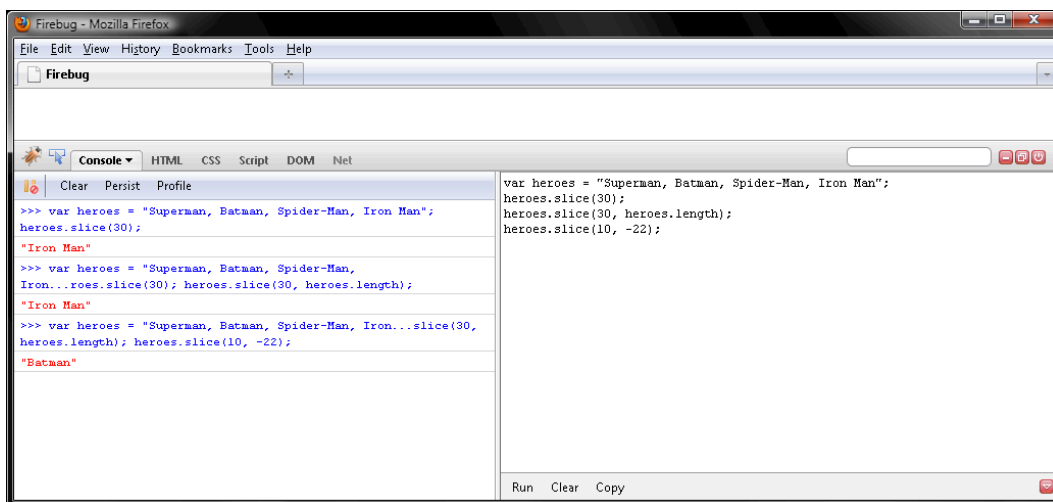 Firebug - Mozilla Firefox
File Edit View History Bookmarks Tools Help
Firebug
Console HTML CSS Script DOM Net
Clear Persist Profile
>>> var heroes = "Superman, Batman, Spider-Man, Iron Man";
heroes.slice(30);
"Iron Man"
>>> var heroes = "Superman, Batman, Spider-Man,
Iron...roes.slice(30); heroes.slice(30, heroes.length);
"Iron Man"
>>> var heroes = "Superman, Batman, Spider-Man, Iron...slice(30,
heroes.length); heroes.slice(10, -22);
"Batman"
var heroes = "Superman, Batman, Spider-Man, Iron Man";
heroes.slice(30);
heroes.slice(30, heroes.length);
heroes.slice(10, -22);
Run Clear Copy